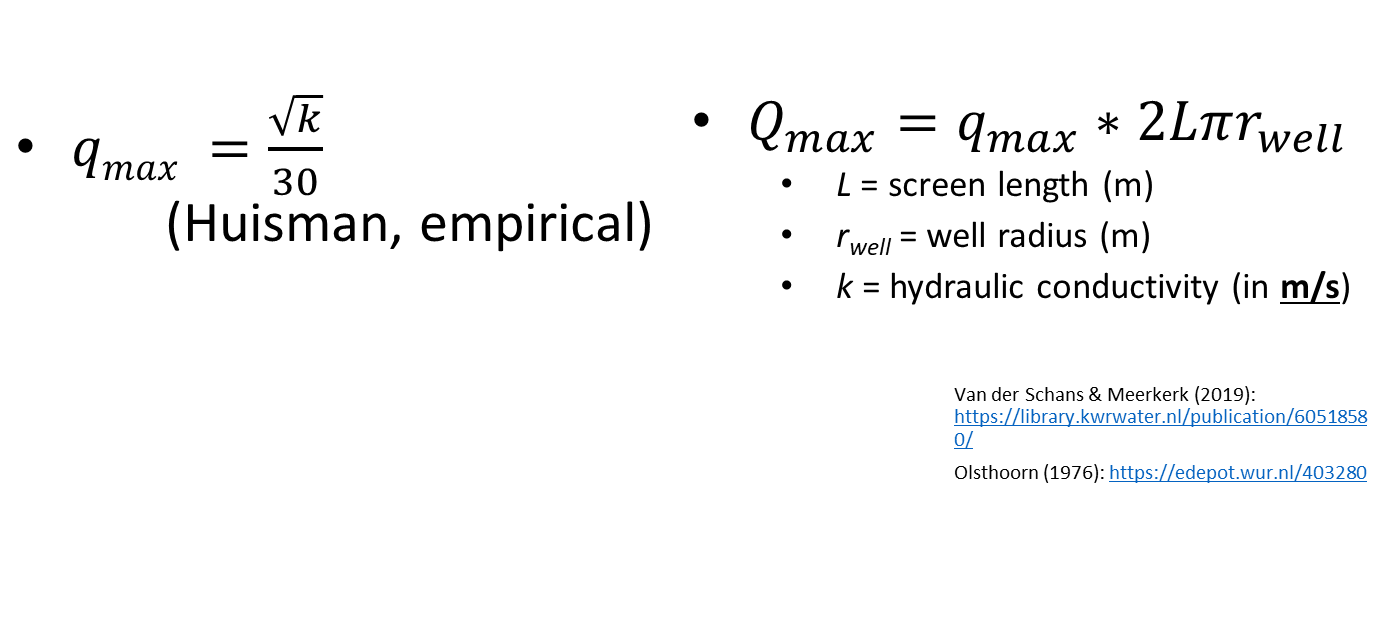 • q_max = √k / 30
(Huisman, empirical)
• Q_max = q_max * 2Lπr_well
• L = screen length (m)
• r_well = well radius (m)
• k = hydraulic conductivity (in m/s)
Van der Schans & Meerkerk (2019):
https://library.kwrwater.nl/publication/6051858
0/
Olsthoorn (1976): https://edepot.wur.nl/403280